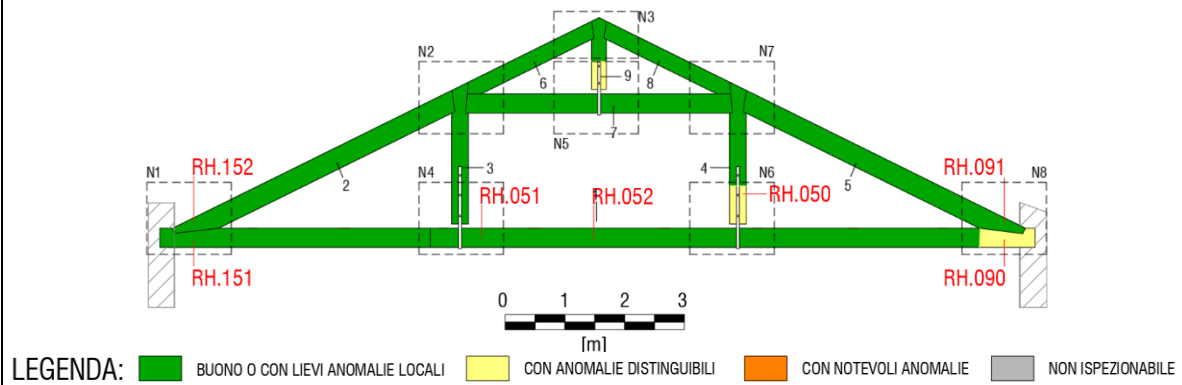 N3
N2
N7
6
9
8
N5
7
RH.152
RH.091
N1
2
N4
3
4
N6
5
N8
RH.051
1
RH.052
RH.050
RH.151
RH.090
0 1 2 3
[m]
LEGENDA: BUONO O CON LIEVI ANOMALIE LOCALI CON ANOMALIE DISTINGUIBILI CON NOTEVOLI ANOMALIE NON ISPEZIONABILE